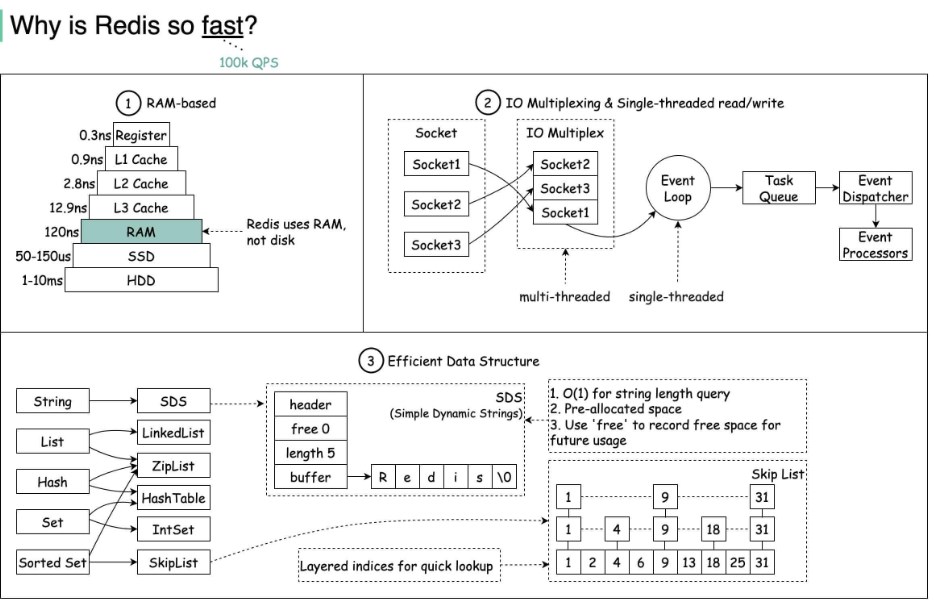 Why is Redis so fast?
100k QPS
1 RAM-based
0.3ns Register
0.9ns L1 Cache
2.8ns L2 Cache
12.9ns L3 Cache
120ns RAM
Redis uses RAM,
not disk
50-150us SSD
1-10ms HDD
2 IO Multiplexing & Single-threaded read/write
Socket
Socket1
Socket2
Socket3
IO Multiplex
Socket2
Socket3
Socket1
multi-threaded
Event
Loop
single-threaded
Task
Queue
Event
Dispatcher
Event
Processors
3 Efficient Data Structure
String
List
Hash
Set
Sorted Set
SDS
LinkedList
ZipList
HashTable
IntSet
SkipList
SDS
(Simple Dynamic Strings)
header
free 0
length 5
buffer
R e d i s \0
1. O(1) for string length query
2. Pre-allocated space
3. Use 'free' to record free space for
future usage
Skip List
1 9 31
1 4 9 18 31
1 2 4 6 9 13 18 25 31
Layered indices for quick lookup